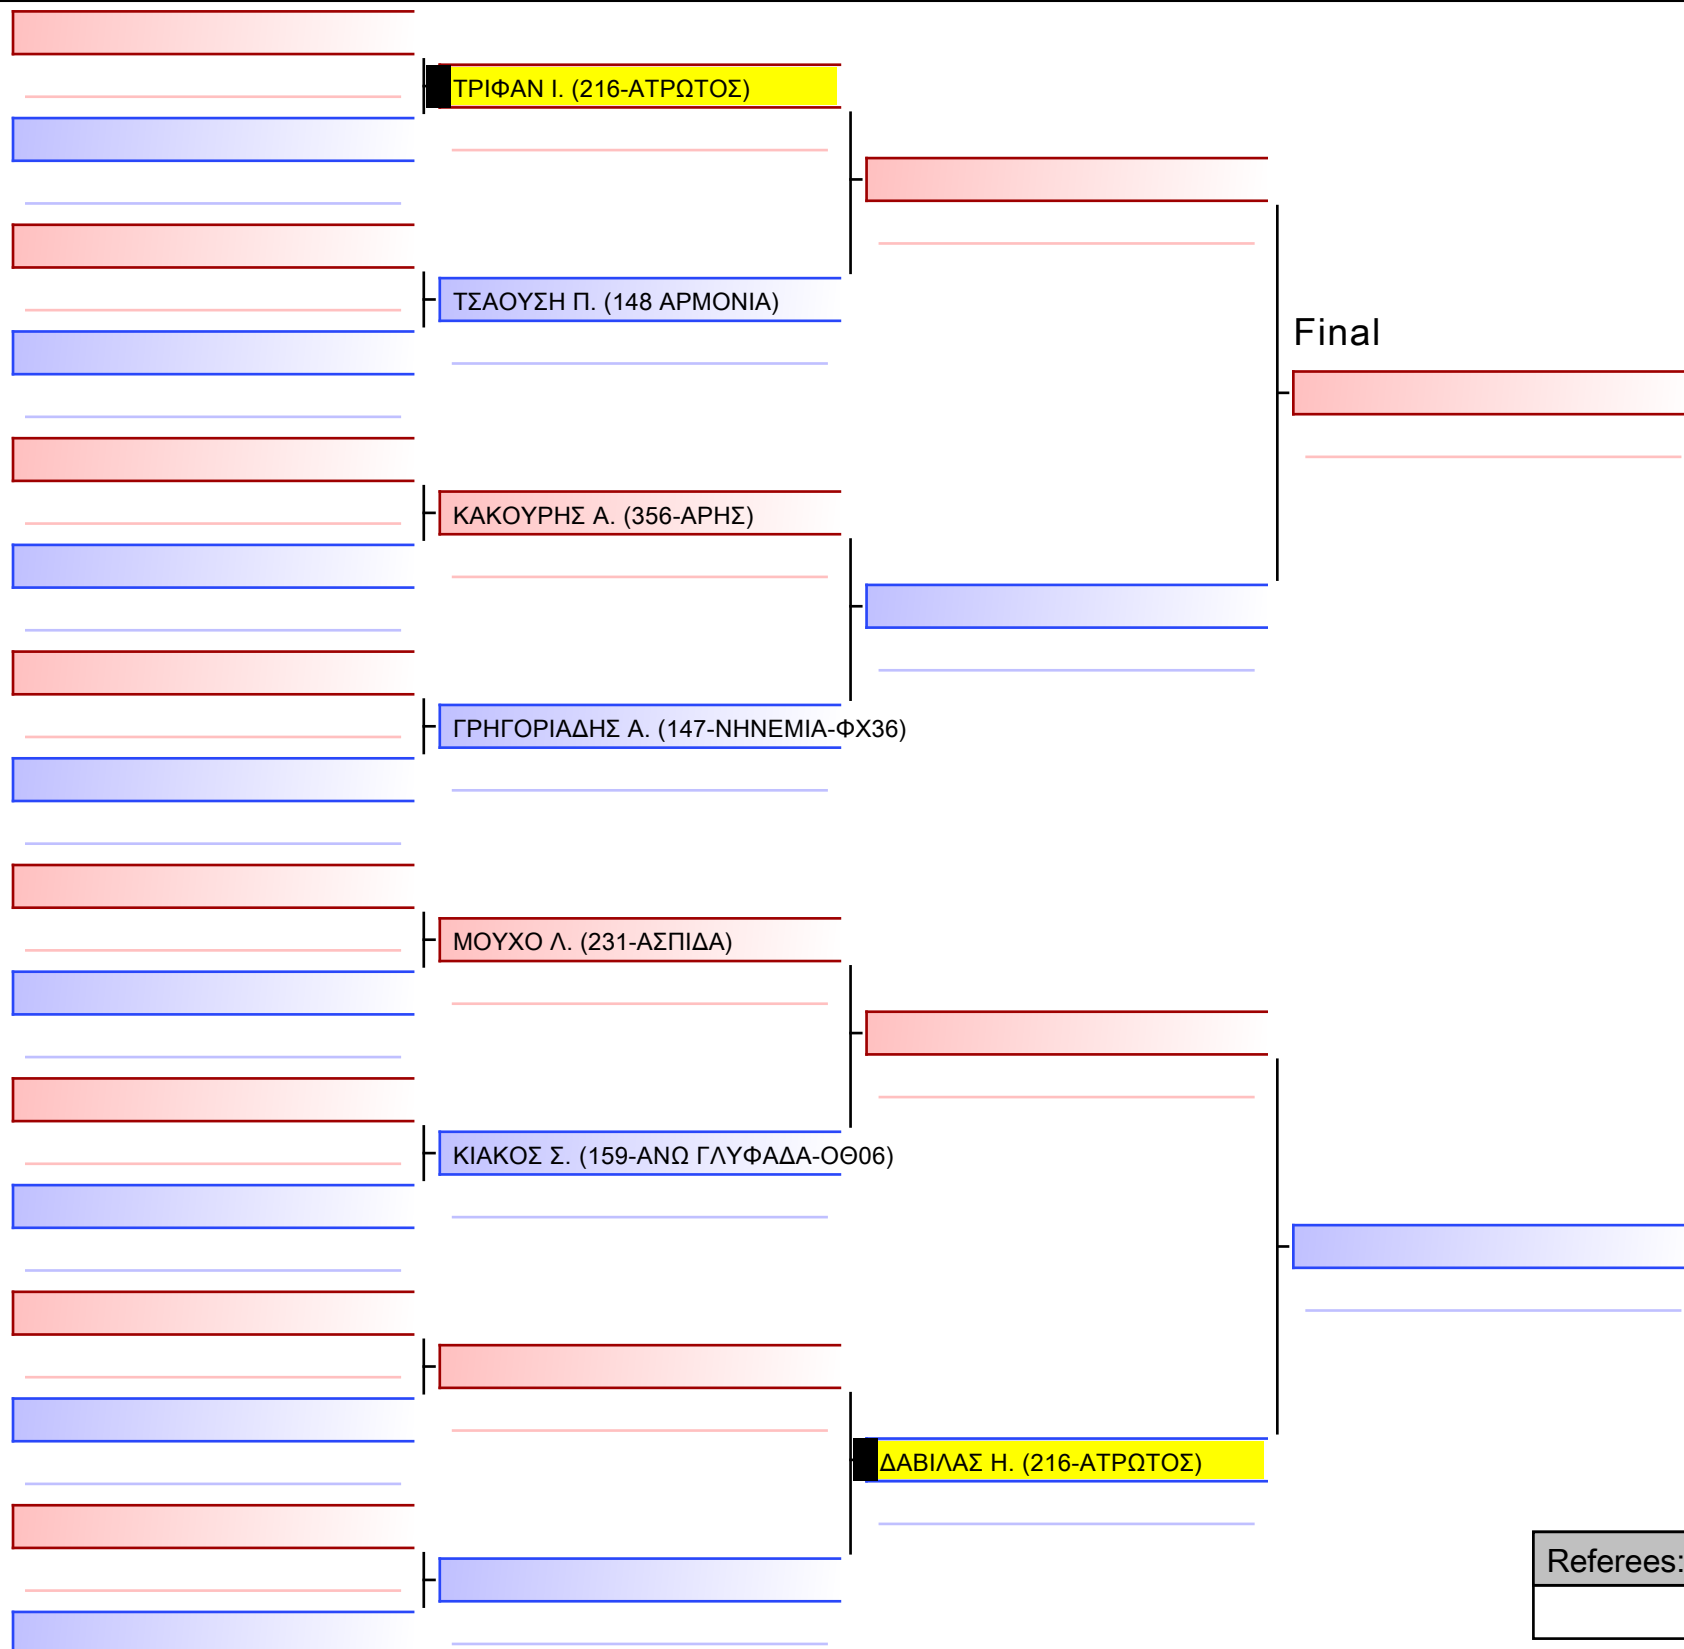 ΤΡΙΦΑΝ Ι. (216-ΑΤΡΩΤΟΣ)
ΤΣΑΟΥΣΗ Π. (148 ΑΡΜΟΝΙΑ)
Final
ΚΑΚΟΥΡΗΣ Α. (356-ΑΡΗΣ)
ΓΡΗΓΟΡΙΑΔΗΣ Α. (147-ΝΗΝΕΜΙΑ-ΦΧ36)
ΜΟΥΧΟ Λ. (231-ΑΣΠΙΔΑ)
ΚΙΑΚΟΣ Σ. (159-ΑΝΩ ΓΛΥΦΑΔΑ-ΟΘ06)
ΔΑΒΙΛΑΣ Η. (216-ΑΤΡΩΤΟΣ)
Referees: